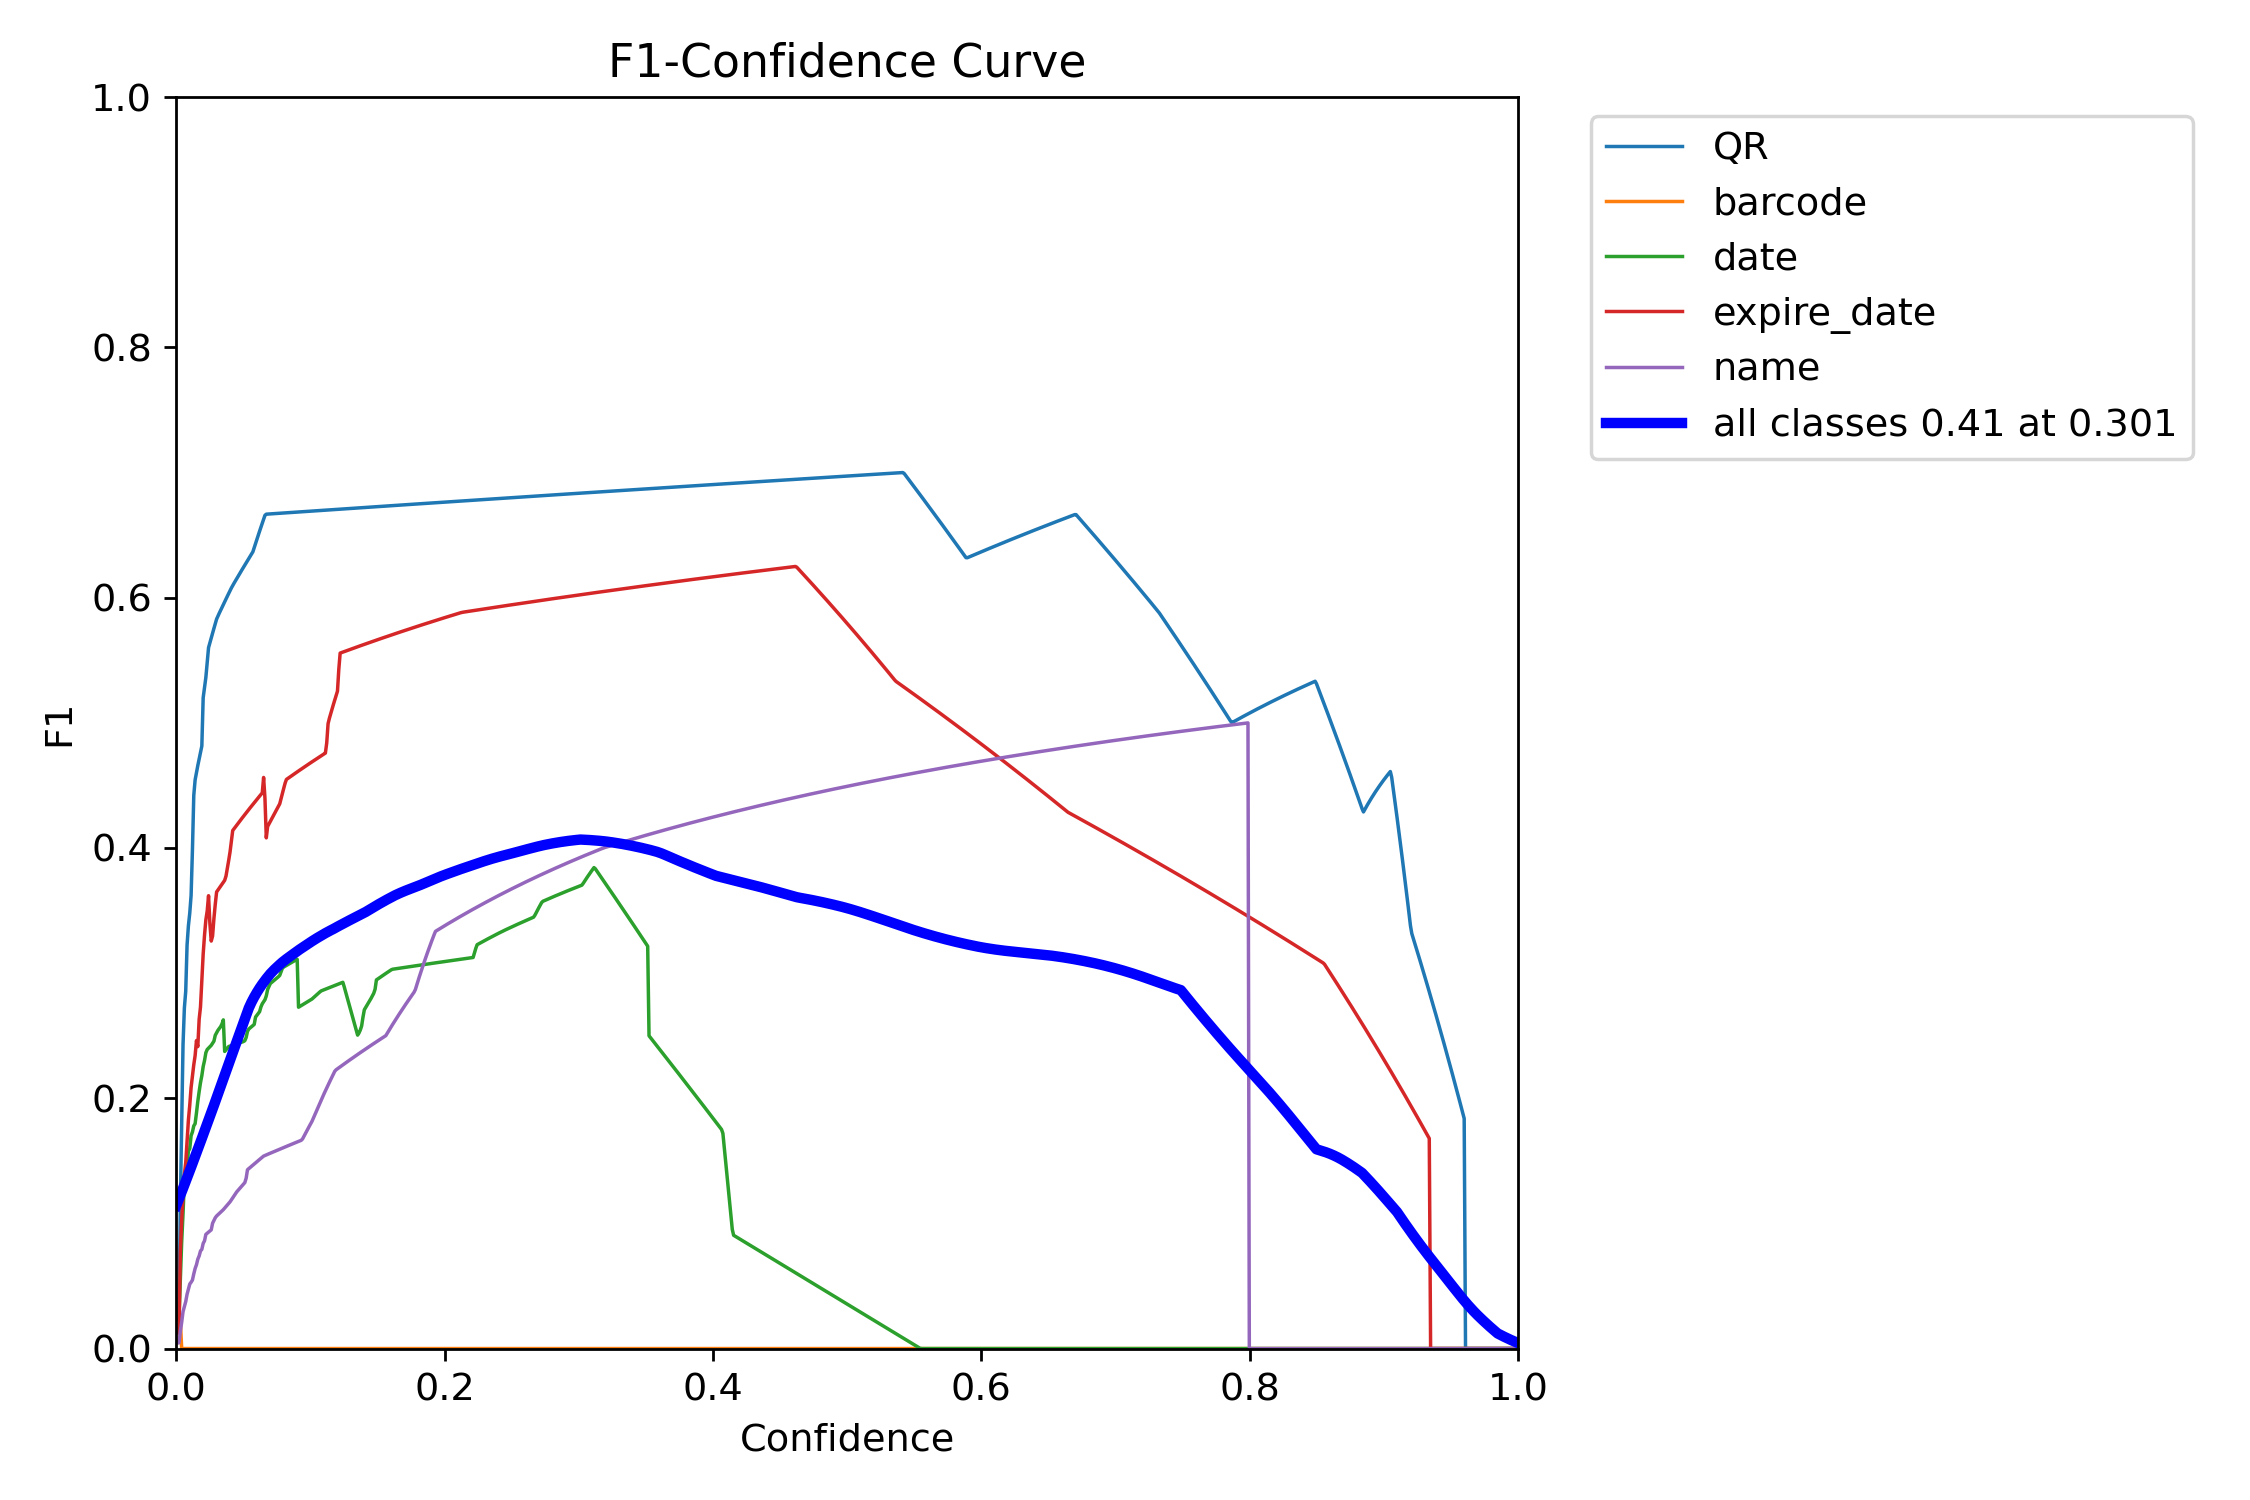 F1-Confidence Curve
1.0
0.8
0.6
0.4
0.2
0.0
F1
0.0 0.2 0.4 0.6 0.8 1.0
Confidence
QR
barcode
date
expire_date
name
all classes 0.41 at 0.301